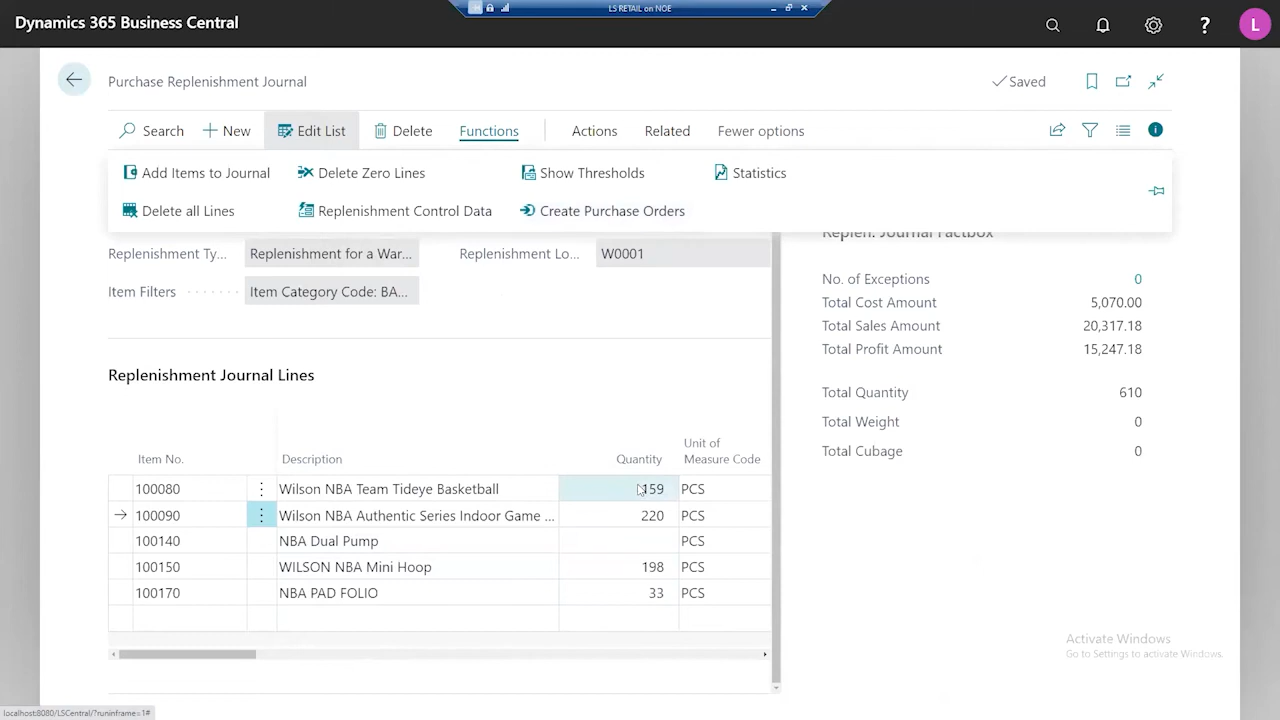 LS RETAIL on NOE
Dynamics 365 Business Central
L
Purchase Replenishment Journal
Saved
Search
New
Edit List
Delete
Functions
Actions
Related
Fewer options
Add Items to Journal
Delete Zero Lines
Show Thresholds
Statistics
Delete all Lines
Replenishment Control Data
Create Purchase Orders
Replen. Journal Factbox
Replenishment Ty... Replenishment for a War...
Replenishment Lo... W0001
Item Filters Item Category Code: BA...
No. of Exceptions 0
Total Cost Amount 5,070.00
Total Sales Amount 20,317.18
Total Profit Amount 15,247.18
Total Quantity 610
Total Weight 0
Total Cubage 0
Replenishment Journal Lines
Item No. Description Quantity Unit of Measure Code
100080 Wilson NBA Team Tideye Basketball 159 PCS
100090 Wilson NBA Authentic Series Indoor Game ... 220 PCS
100140 NBA Dual Pump PCS
100150 WILSON NBA Mini Hoop 198 PCS
100170 NBA PAD FOLIO 33 PCS
Activate Windows
Go to Settings to activate Windows.
localhost:8080/LSCentral/?runinframe=1#